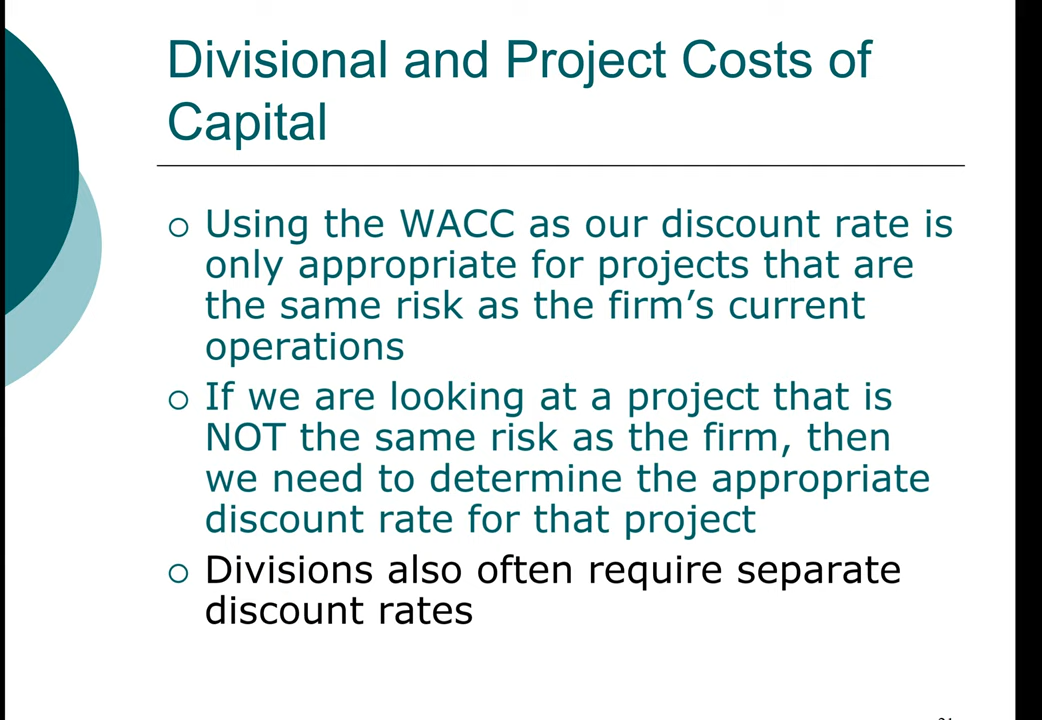 Divisional and Project Costs of
Capital
Using the WACC as our discount rate is
only appropriate for projects that are
the same risk as the firm’s current
operations
If we are looking at a project that is
NOT the same risk as the firm, then
we need to determine the appropriate
discount rate for that project
Divisions also often require separate
discount rates